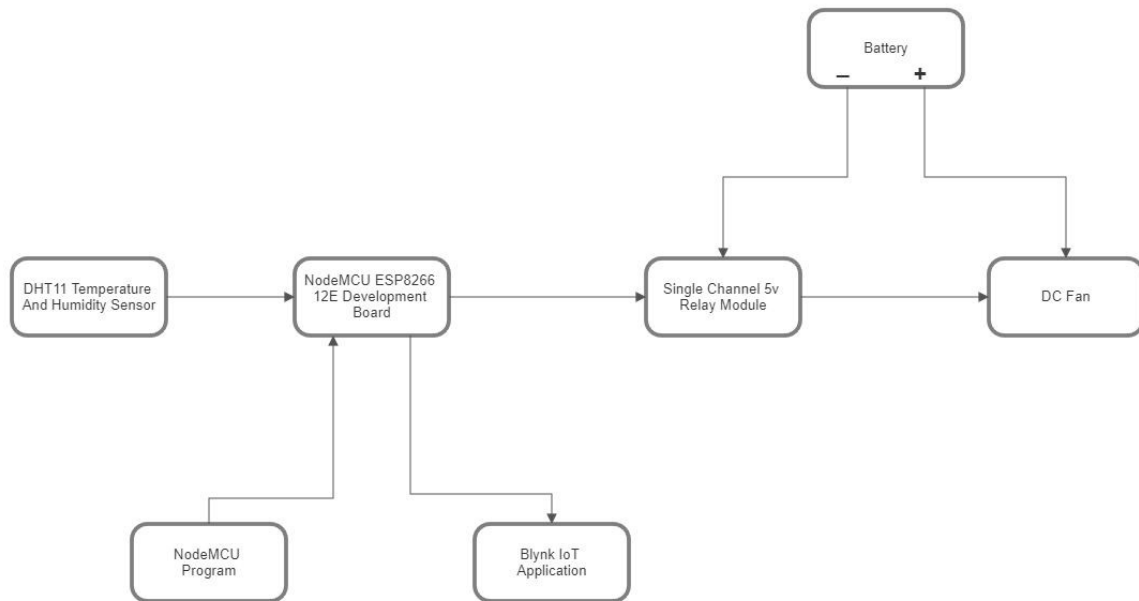 Battery
– +
DHT11 Temperature
And Humidity Sensor
NodeMCU ESP8266
12E Development
Board
Single Channel 5v
Relay Module
DC Fan
NodeMCU
Program
Blynk IoT
Application